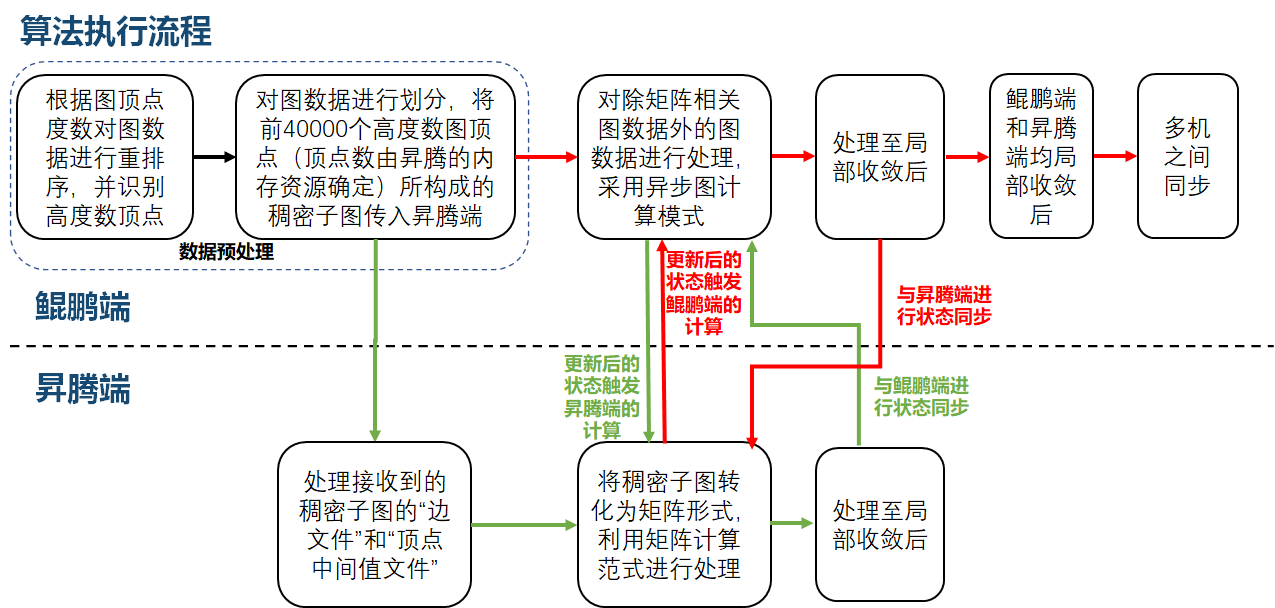 算法执行流程
根据图顶点
度数对图数
据进行重排
序，并识别
高度数顶点
对图数据进行划分，将
前40000个高度数图顶
点（顶点数由昇腾的内
存资源确定）所构成的
稠密子图传入昇腾端
数据预处理
对除矩阵相关
图数据外的图
数据进行处理，
采用异步图计
算模式
处理至局
部收敛后
鲲鹏端
和昇腾
端均局
部收敛
后
多机
之间
同步
鲲鹏端
更新后的
状态触发
鲲鹏端的
计算
与昇腾端进
行状态同步
昇腾端
更新后的
状态触发
昇腾端的
计算
与鲲鹏端进
行状态同步
处理接收到的
稠密子图的“边
文件”和“顶点
中间值文件”
将稠密子图转
化为矩阵形式，
利用矩阵计算
范式进行处理
处理至局
部收敛后